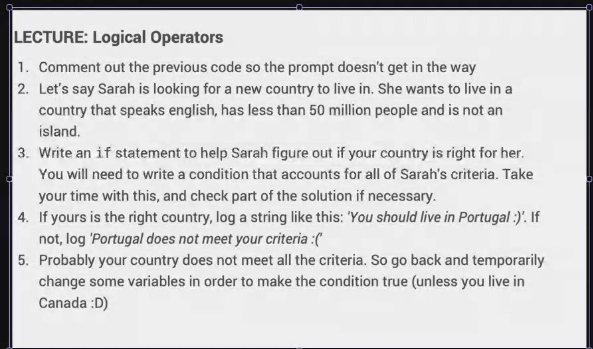 LECTURE: Logical Operators
1. Comment out the previous code so the prompt doesn't get in the way
2. Let's say Sarah is looking for a new country to live in. She wants to live in a
country that speaks english, has less than 50 million people and is not an
island.
3. Write an if statement to help Sarah figure out if your country is right for her.
You will need to write a condition that accounts for all of Sarah's criteria. Take
your time with this, and check part of the solution if necessary.
4. If yours is the right country, log a string like this: 'You should live in Portugal :)'. If
not, log 'Portugal does not meet your criteria :('
5. Probably your country does not meet all the criteria. So go back and temporarily
change some variables in order to make the condition true (unless you live in
Canada :D)